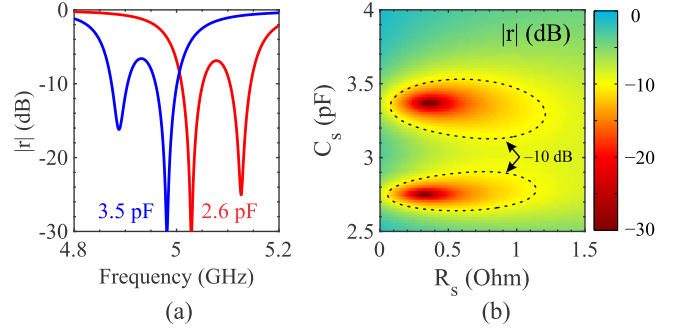 0
-10
-20
-30
|r| (dB)
3.5 pF
2.6 pF
4.8
5
5.2
Frequency (GHz)
(a)
4
3.5
3
2.5
C_s (pF)
|r| (dB)
–10 dB
0
0.5
1
1.5
R_s (Ohm)
(b)
0
−10
−20
−30